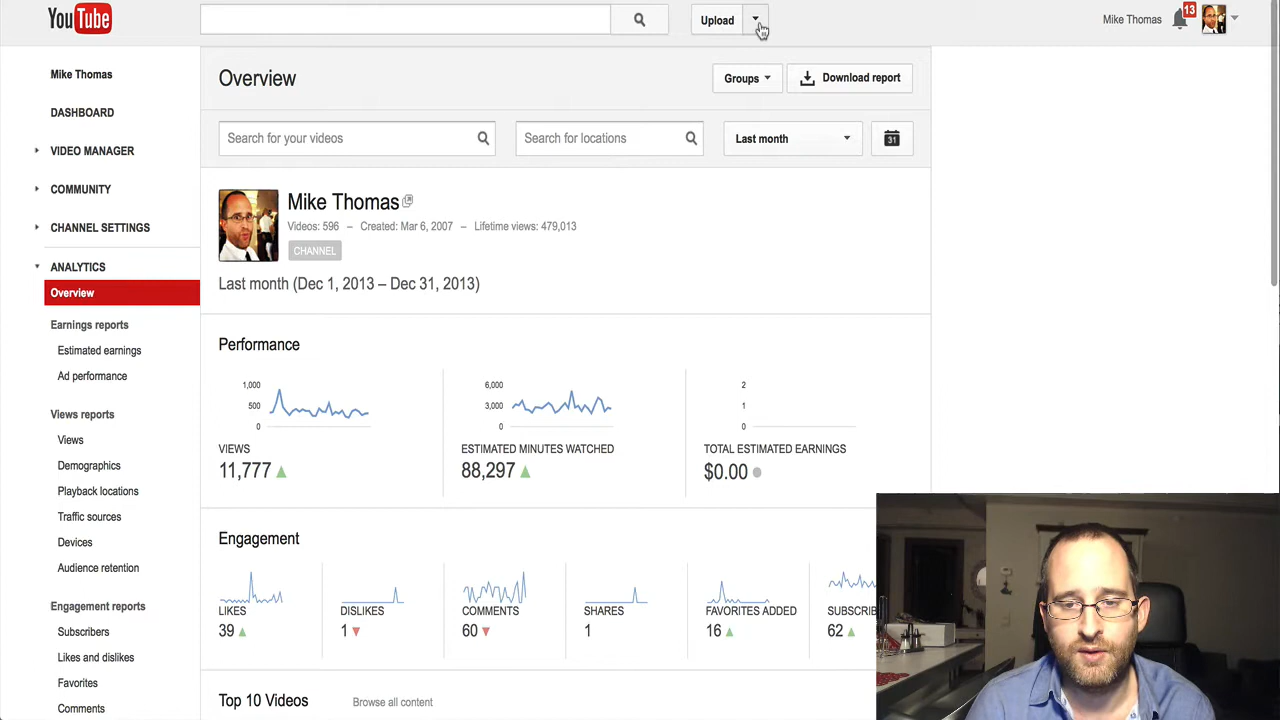 YouTube
Upload
Mike Thomas
13
Mike Thomas
DASHBOARD
VIDEO MANAGER
COMMUNITY
CHANNEL SETTINGS
ANALYTICS
Overview
Earnings reports
Estimated earnings
Ad performance
Views reports
Views
Demographics
Playback locations
Traffic sources
Devices
Audience retention
Engagement reports
Subscribers
Likes and dislikes
Favorites
Comments
Overview
Groups
Download report
Search for your videos
Search for locations
Last month
31
Mike Thomas
Videos: 596 – Created: Mar 6, 2007 – Lifetime views: 479,013
CHANNEL
Last month (Dec 1, 2013 – Dec 31, 2013)
Performance
1,000
500
0
VIEWS
11,777
6,000
3,000
0
ESTIMATED MINUTES WATCHED
88,297
2
1
0
TOTAL ESTIMATED EARNINGS
$0.00
Engagement
LIKES
39
DISLIKES
1
COMMENTS
60
SHARES
1
FAVORITES ADDED
16
SUBSCRIB
62
Top 10 Videos
Browse all content